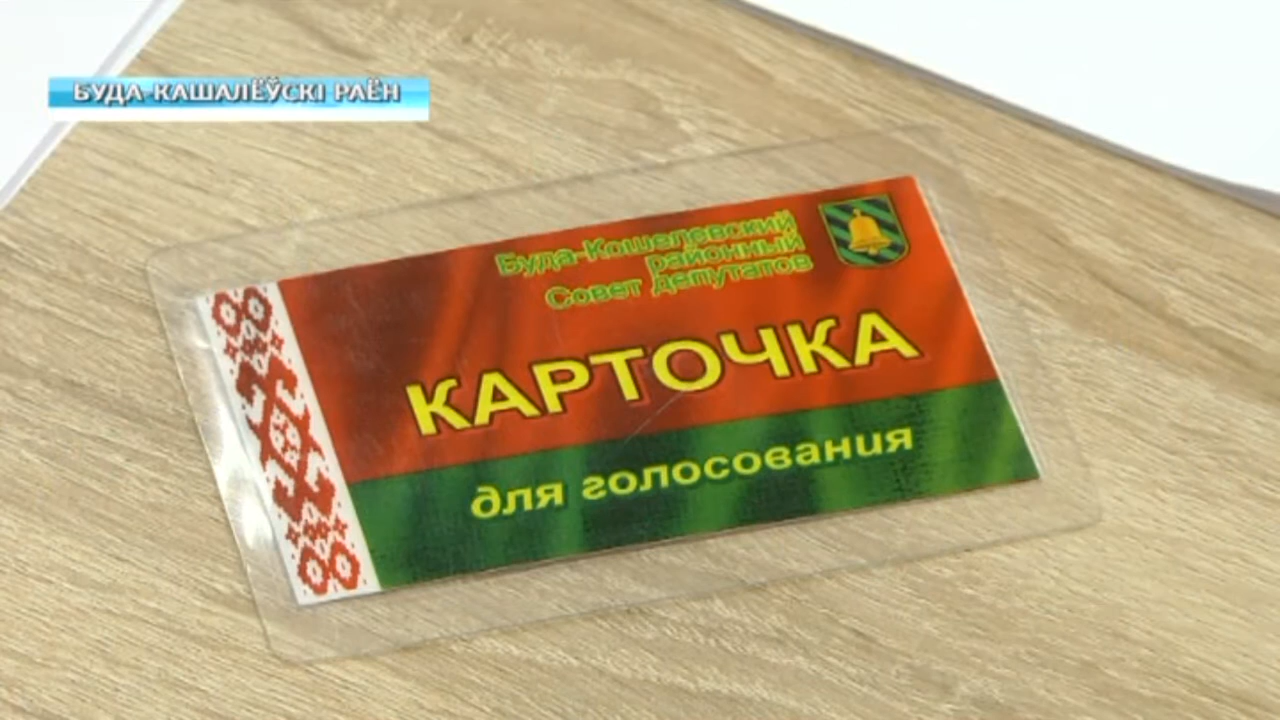 БУДА-КАШАЛЁЎСКІ РАЁН
Буда-Кошелевский
районный
Совет депутатов
КАРТОЧКА
для голосования